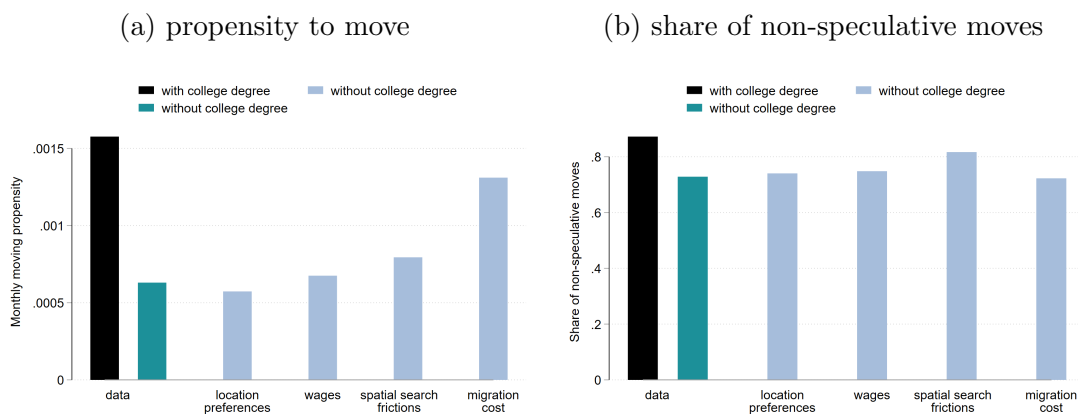 (a) propensity to move
with college degree
without college degree
without college degree
Monthly moving propensity
.0015
.001
.0005
0
data
location
preferences
wages
spatial search
frictions
migration
cost
(b) share of non-speculative moves
with college degree
without college degree
without college degree
Share of non-speculative moves
.8
.6
.4
.2
0
data
location
preferences
wages
spatial search
frictions
migration
cost